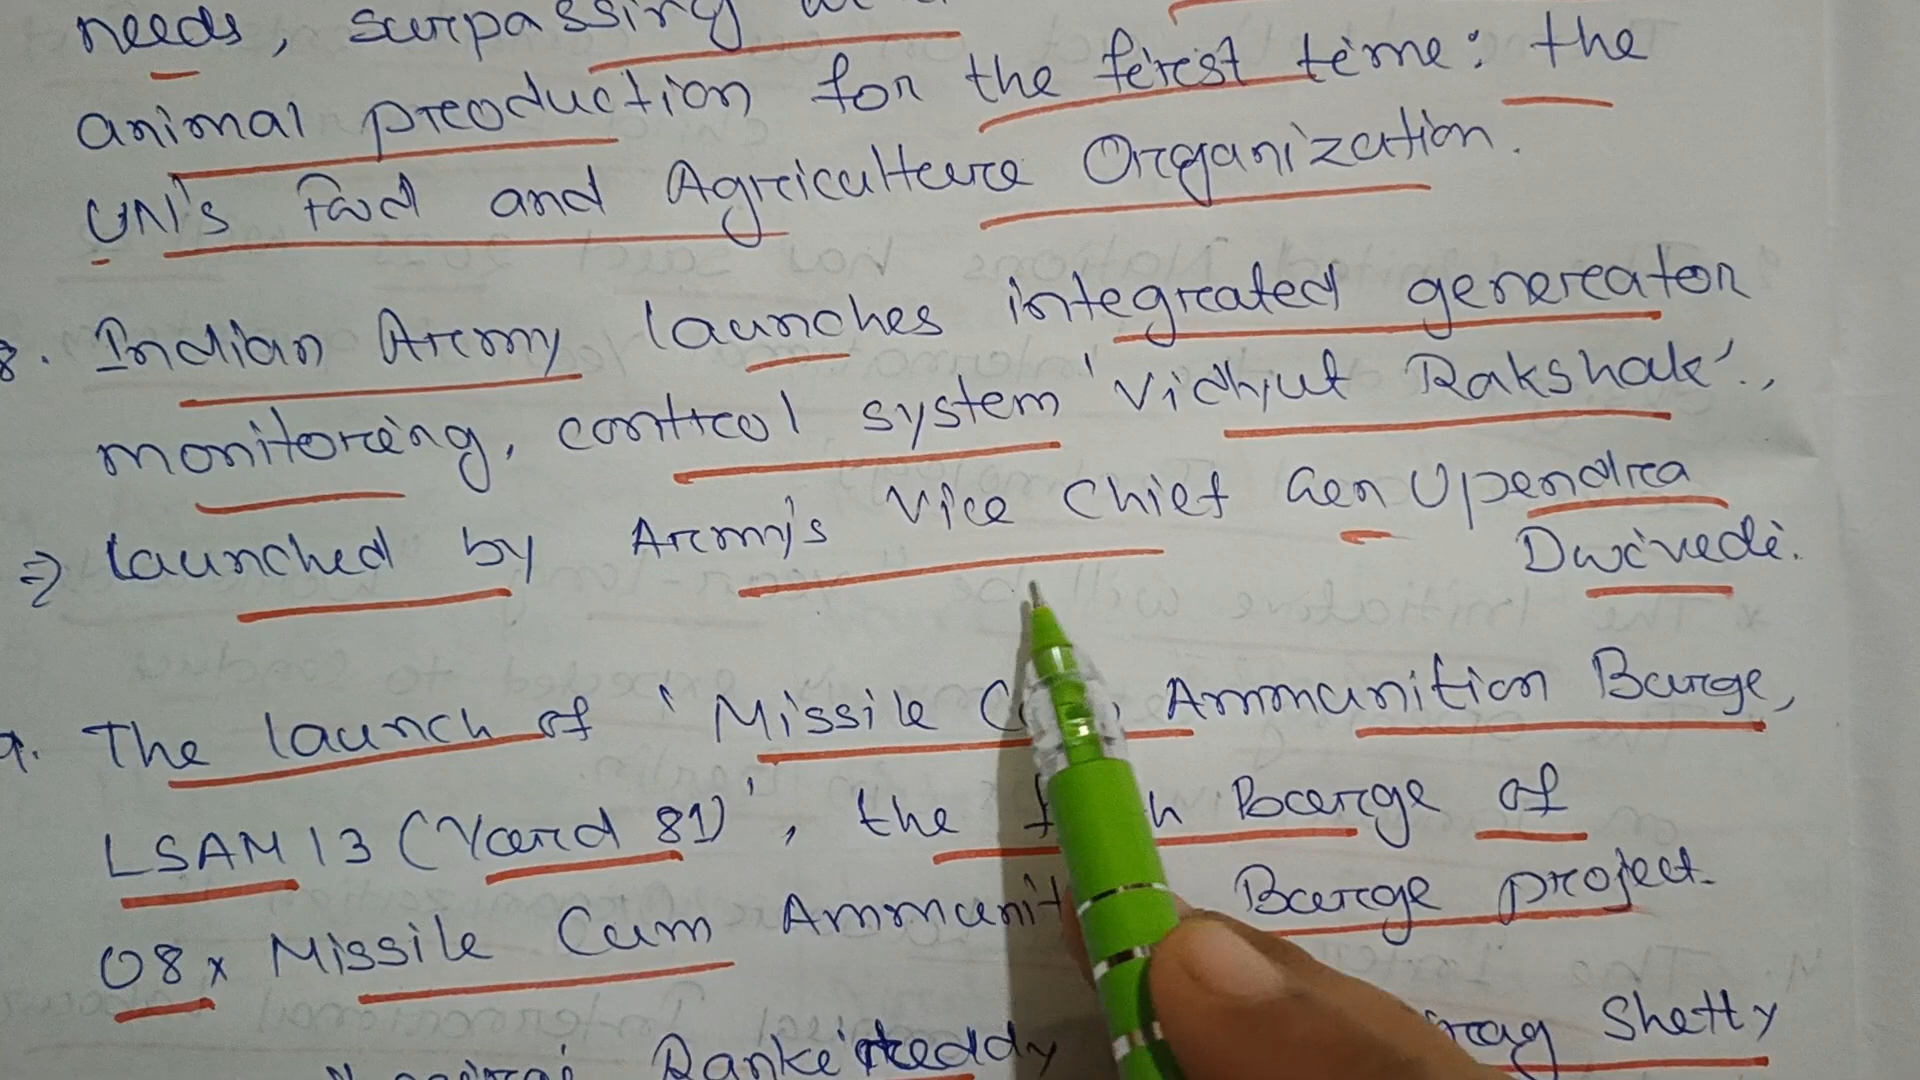 needs, surpassing
animal production for the first time: the
UN's Food and Agriculture Organization.
8. Indian Army launches integrated generator
monitoring, control system 'Vidhyut Rakshak'.,
⇒ launched by Army's Vice Chief Gen Upendra
Dwivedi.
9. The launch of 'Missile Ammunition Barge,
LSAM 13 (Yard 81)', the Barge of
08 x Missile Cum Barge project.
Rankireddy Shetty